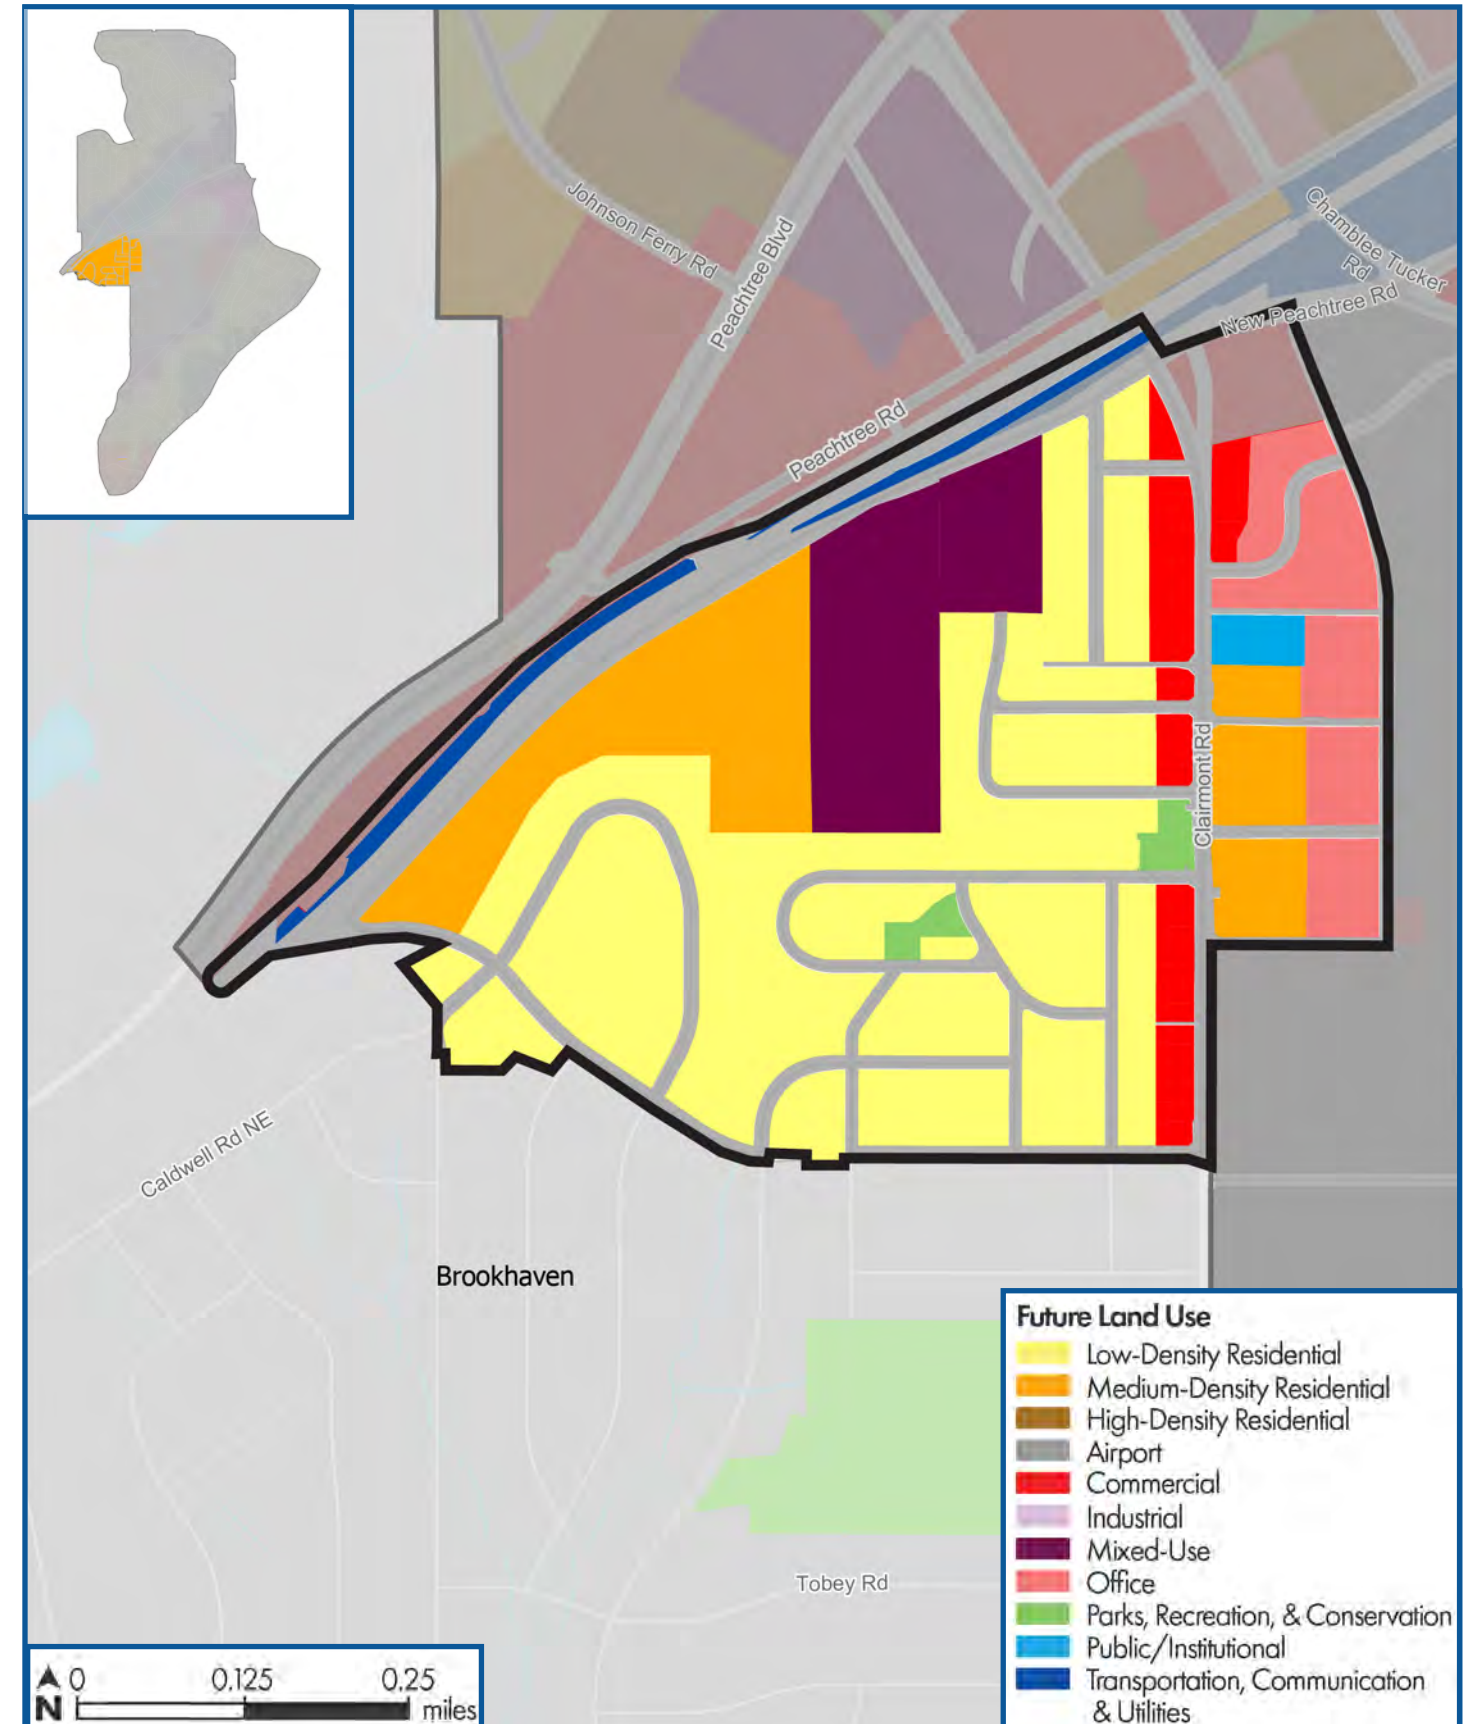 Johnson Ferry Rd
Peachtree Blvd
Chamblee Tucker
Rd
New Peachtree Rd
Peachtree Rd
Clairmont Rd
Caldwell Rd NE
Brookhaven
Tobey Rd
Future Land Use
Low-Density Residential
Medium-Density Residential
High-Density Residential
Airport
Commercial
Industrial
Mixed-Use
Office
Parks, Recreation, & Conservation
Public/Institutional
Transportation, Communication
& Utilities
0 0.125 0.25
N miles